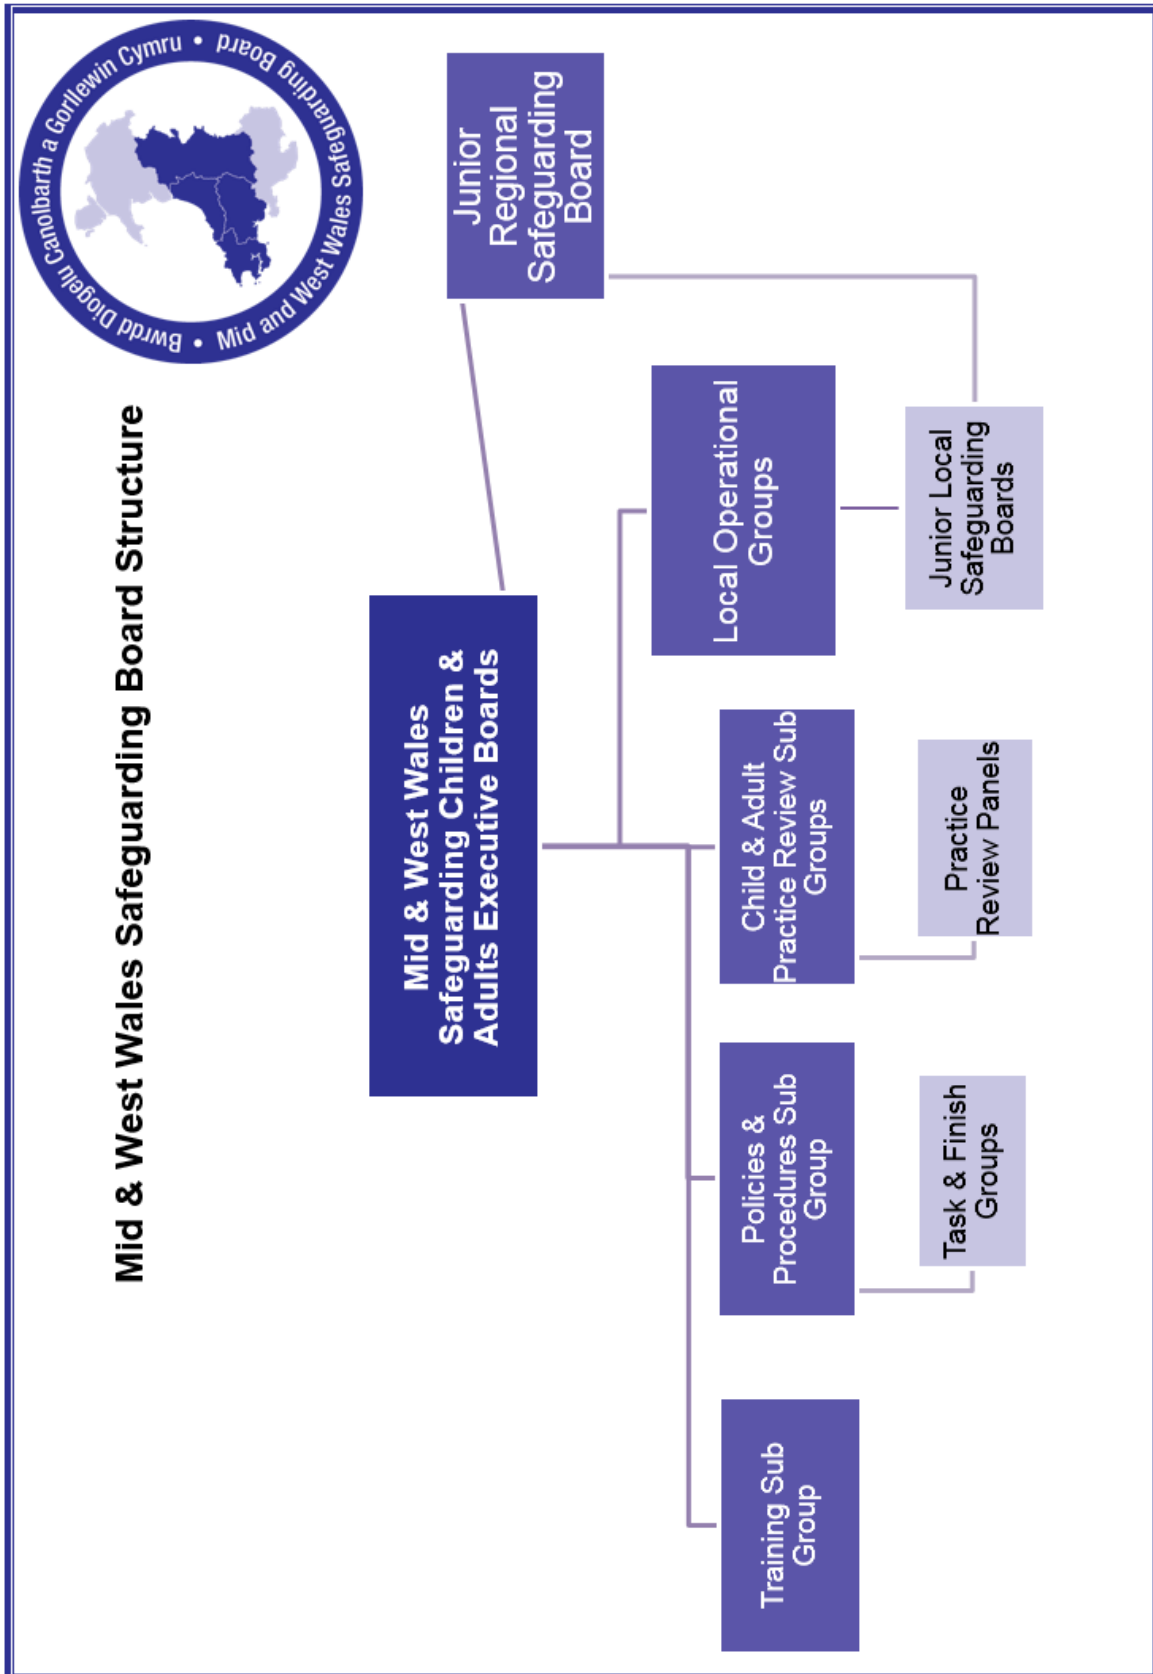 Bwrdd Diogelu Canolbarth a Gorllewin Cymru •
Mid and West Wales Safeguarding Board •
Mid & West Wales Safeguarding Board Structure
Mid & West Wales
Safeguarding Children &
Adults Executive Boards
Junior
Regional
Safeguarding
Board
Training Sub
Group
Policies &
Procedures Sub
Group
Child & Adult
Practice Review Sub
Groups
Local Operational
Groups
Task & Finish
Groups
Practice
Review Panels
Junior Local
Safeguarding
Boards